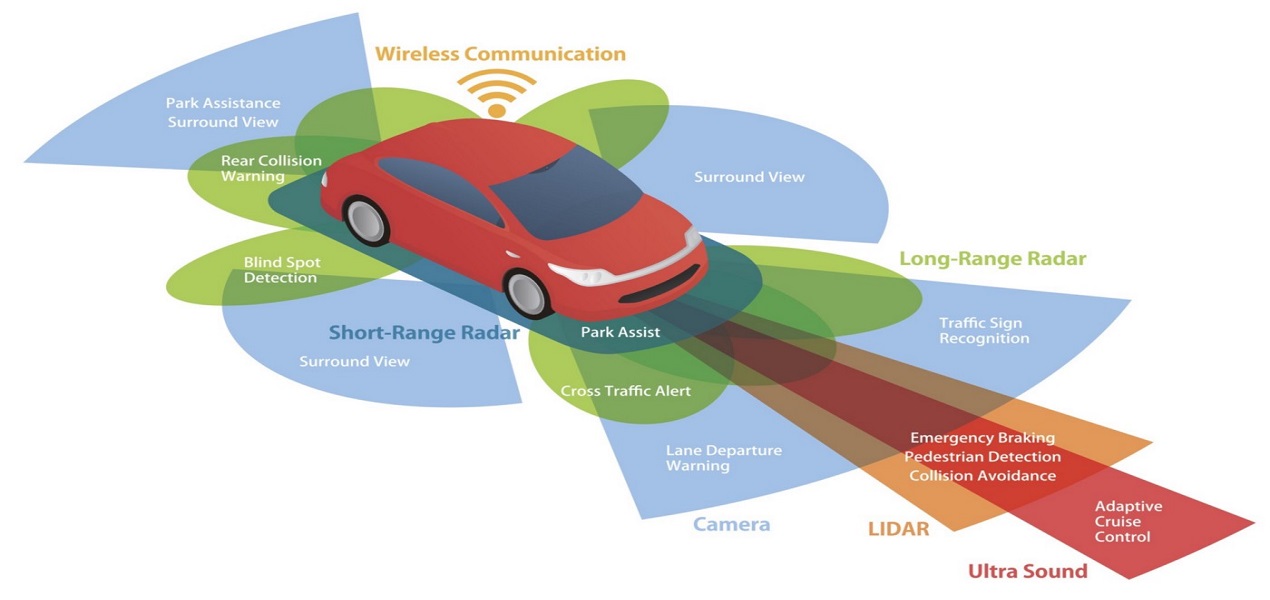 Wireless Communication
Park Assistance
Surround View
Rear Collision
Warning
Surround View
Blind Spot
Detection
Long-Range Radar
Short-Range Radar
Park Assist
Traffic Sign
Recognition
Surround View
Cross Traffic Alert
Emergency Braking
Pedestrian Detection
Collision Avoidance
Lane Departure
Warning
Adaptive
Cruise
Control
Camera
LIDAR
Ultra Sound